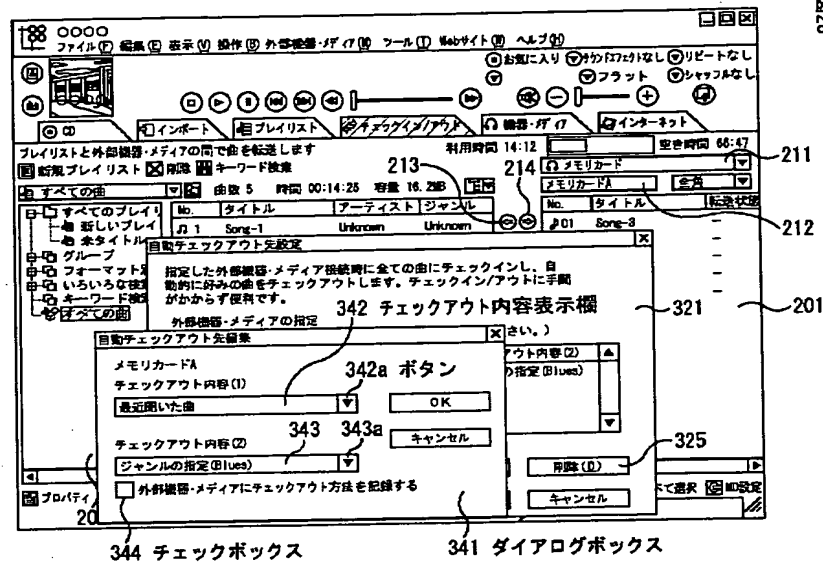 図26
○○○○
ファイル(F) 編集(E) 表示(V) 操作(B) 外部機器・メディア(M) ツール(T) Webサイト(W) ヘルプ(H)
お気に入り サウンドエフェクトなし リピートなし
フラット シャッフルなし
CD インポート プレイリスト チェックイン/アウト 機器・メディア インターネット
プレイリストと外部機器・メディアの間で曲を転送します 利用時間 14:12 空き時間 66:47
新規プレイリスト 削除 キーワード検索 213 214 メモリカード 211
すべての曲 曲数 5 時間 00:14:25 容量 16.2MB メモリカードA 全角 212
すべてのプレイリ No. タイトル アーティスト ジャンル No. タイトル 転送状態
新しいプレイ 1 Song-1 Unknown Unknown 01 Song-3
未タイトル
グループ
フォーマット別
いろいろな検索
キーワード検索
すべての曲
自動チェックアウト先設定
指定した外部機器・メディア接続時に全ての曲にチェックインし、自
動的に好みの曲をチェックアウトします。チェックイン/アウトに手間
がかからず便利です。
外部機器・メディアの指定
さい。)
アウト内容(2)
の指定(Blues)
321
201
削除(D) 325
キャンセル
自動チェックアウト先編集
342 チェックアウト内容表示欄
メモリカードA
チェックアウト内容(1) 342a ボタン
最近聞いた曲 OK
チェックアウト内容(2) 343 343a キャンセル
ジャンルの指定(Blues)
外部機器・メディアにチェックアウト方法を記録する
プロパティ 20 べて選択 MD設定
344 チェックボックス 341 ダイアログボックス